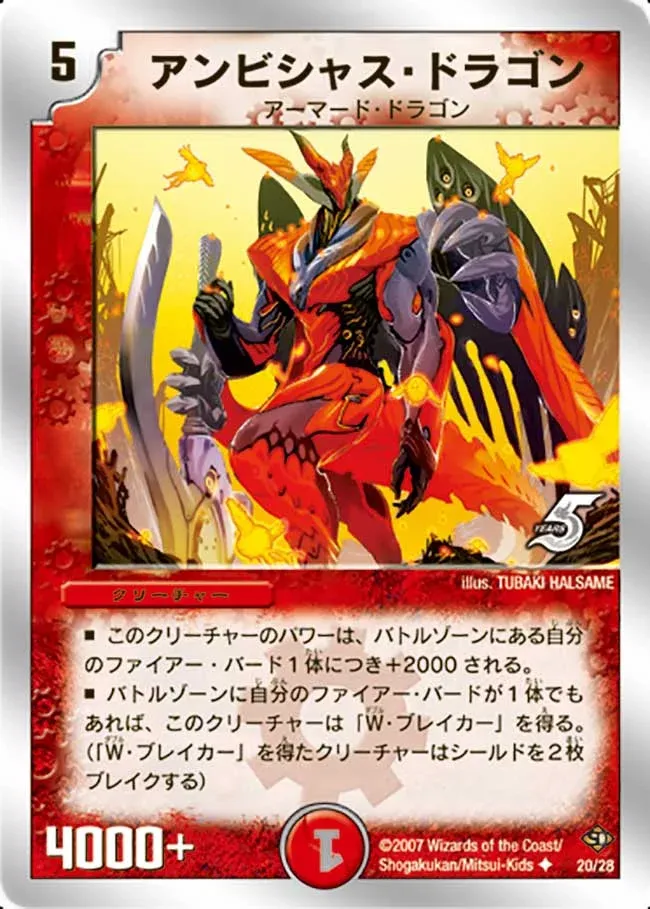 5
アンビシャス・ドラゴン
アーマード・ドラゴン
5 YEARS
illus. TUBAKI HALSAME
クリーチャー
■ このクリーチャーのパワーは、バトルゾーンにある自分
のファイアー・バード1体につき+2000 される。
■ バトルゾーンに自分のファイアー・バードが1体でも
あれば、このクリーチャーは「W・ブレイカー」を得る。
(「W・ブレイカー」を得たクリーチャーはシールドを2枚
ブレイクする)
4000+
1
©2007 Wizards of the Coast/
Shogakukan/Mitsui-Kids ♦ 20/28